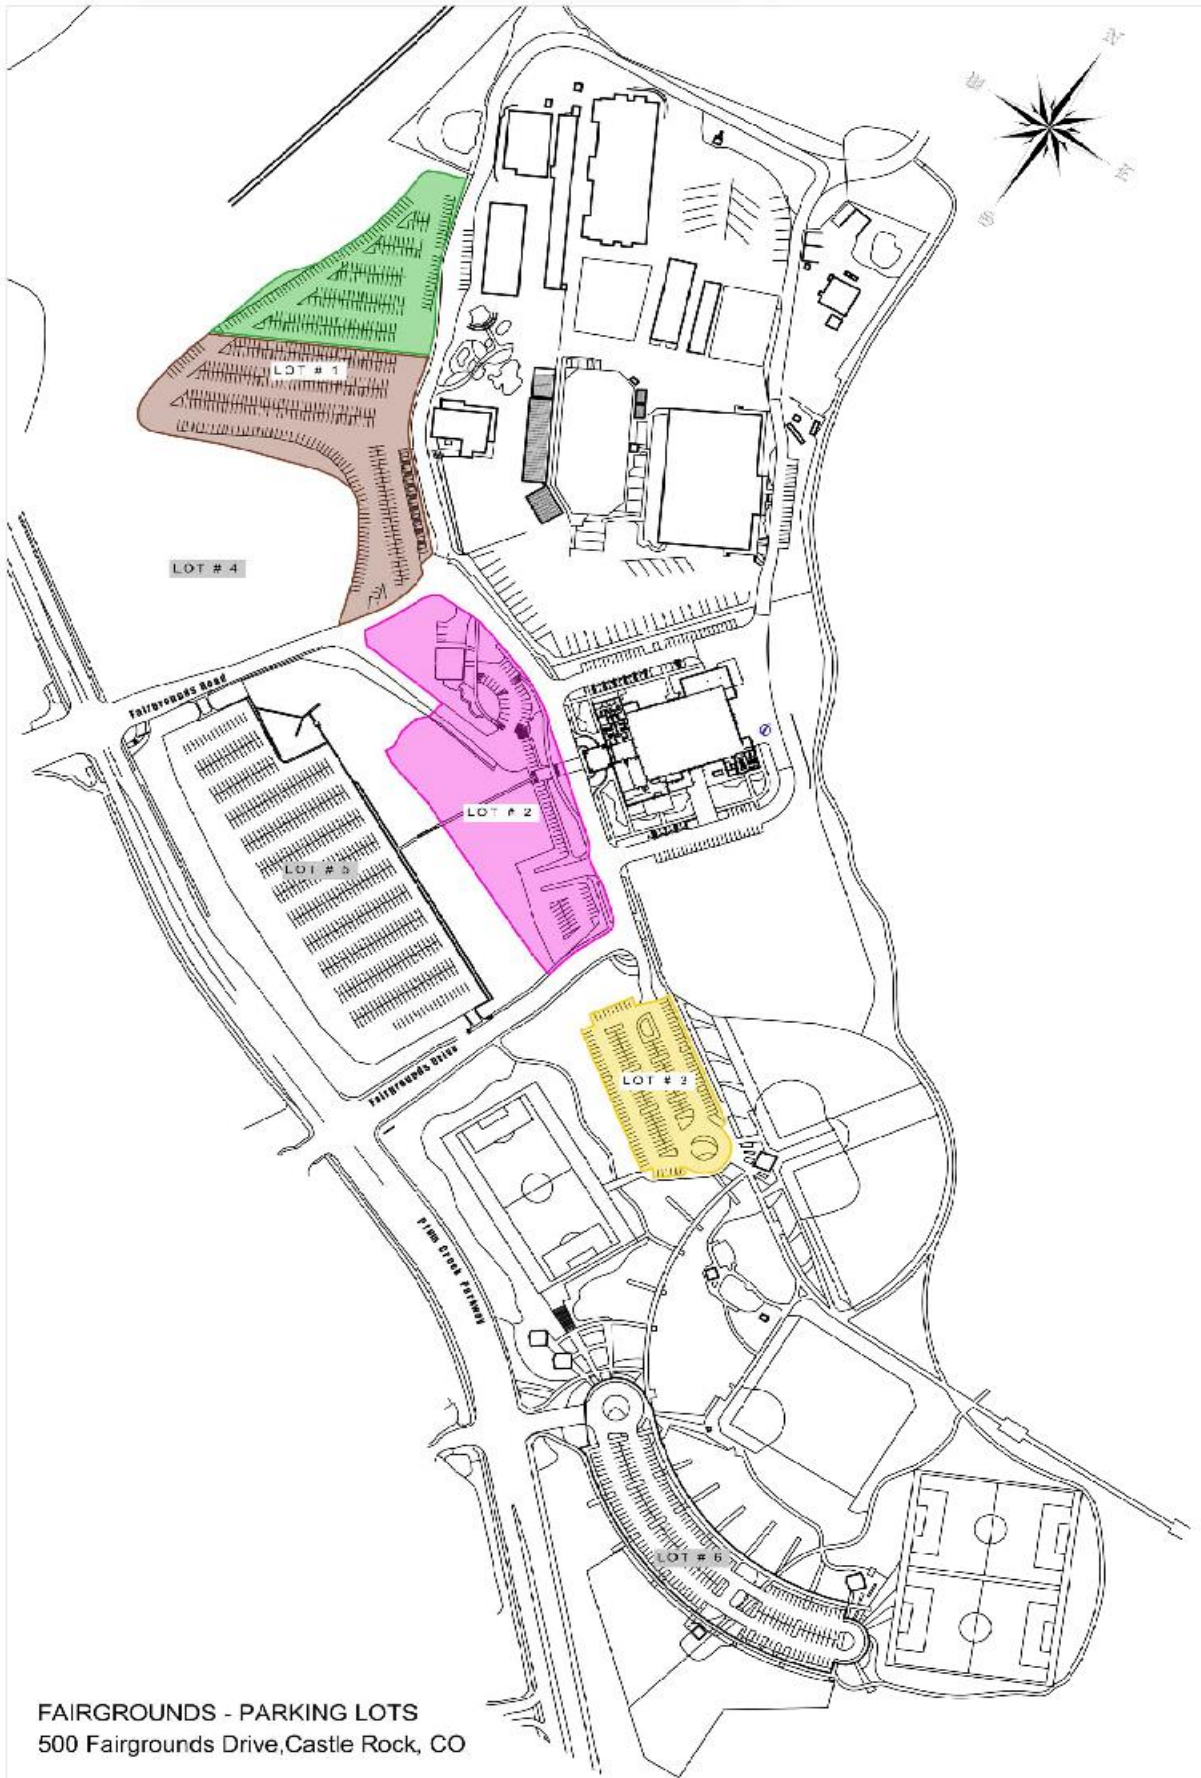 N
W
E
S
LOT # 1
LOT # 4
Fairgrounds Road
LOT # 2
LOT # 5
Fairgrounds Drive
LOT # 3
Plum Creek Parkway
LOT # 6
FAIRGROUNDS - PARKING LOTS
500 Fairgrounds Drive,Castle Rock, CO